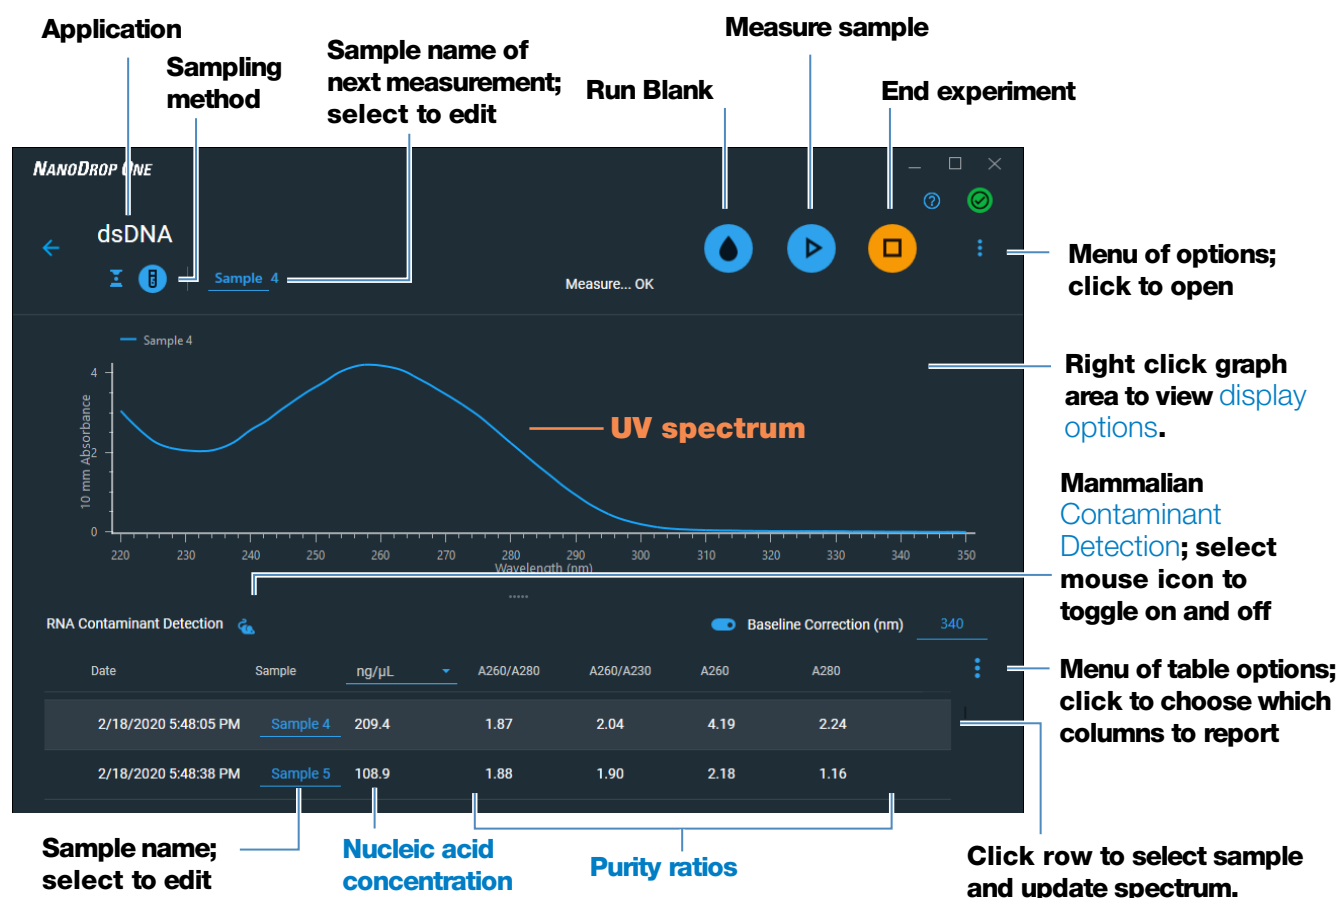 Application
Sampling
method
Sample name of
next measurement;
select to edit
Measure sample
Run Blank
End experiment
NANODROP ONE
dsDNA
Sample 4
Measure... OK
Menu of options;
click to open
Sample 4
4
2
0
10 mm Absorbance
UV spectrum
220 230 240 250 260 270 280 290 300 310 320 330 340 350
Wavelength (nm)
Right click graph
area to view display
options.
Mammalian
Contaminant
Detection; select
mouse icon to
toggle on and off
RNA Contaminant Detection
Baseline Correction (nm) 340
Date Sample ng/µL A260/A280 A260/A230 A260 A280
2/18/2020 5:48:05 PM Sample 4 209.4 1.87 2.04 4.19 2.24
2/18/2020 5:48:38 PM Sample 5 108.9 1.88 1.90 2.18 1.16
Menu of table options;
click to choose which
columns to report
Sample name;
select to edit
Nucleic acid
concentration
Purity ratios
Click row to select sample
and update spectrum.